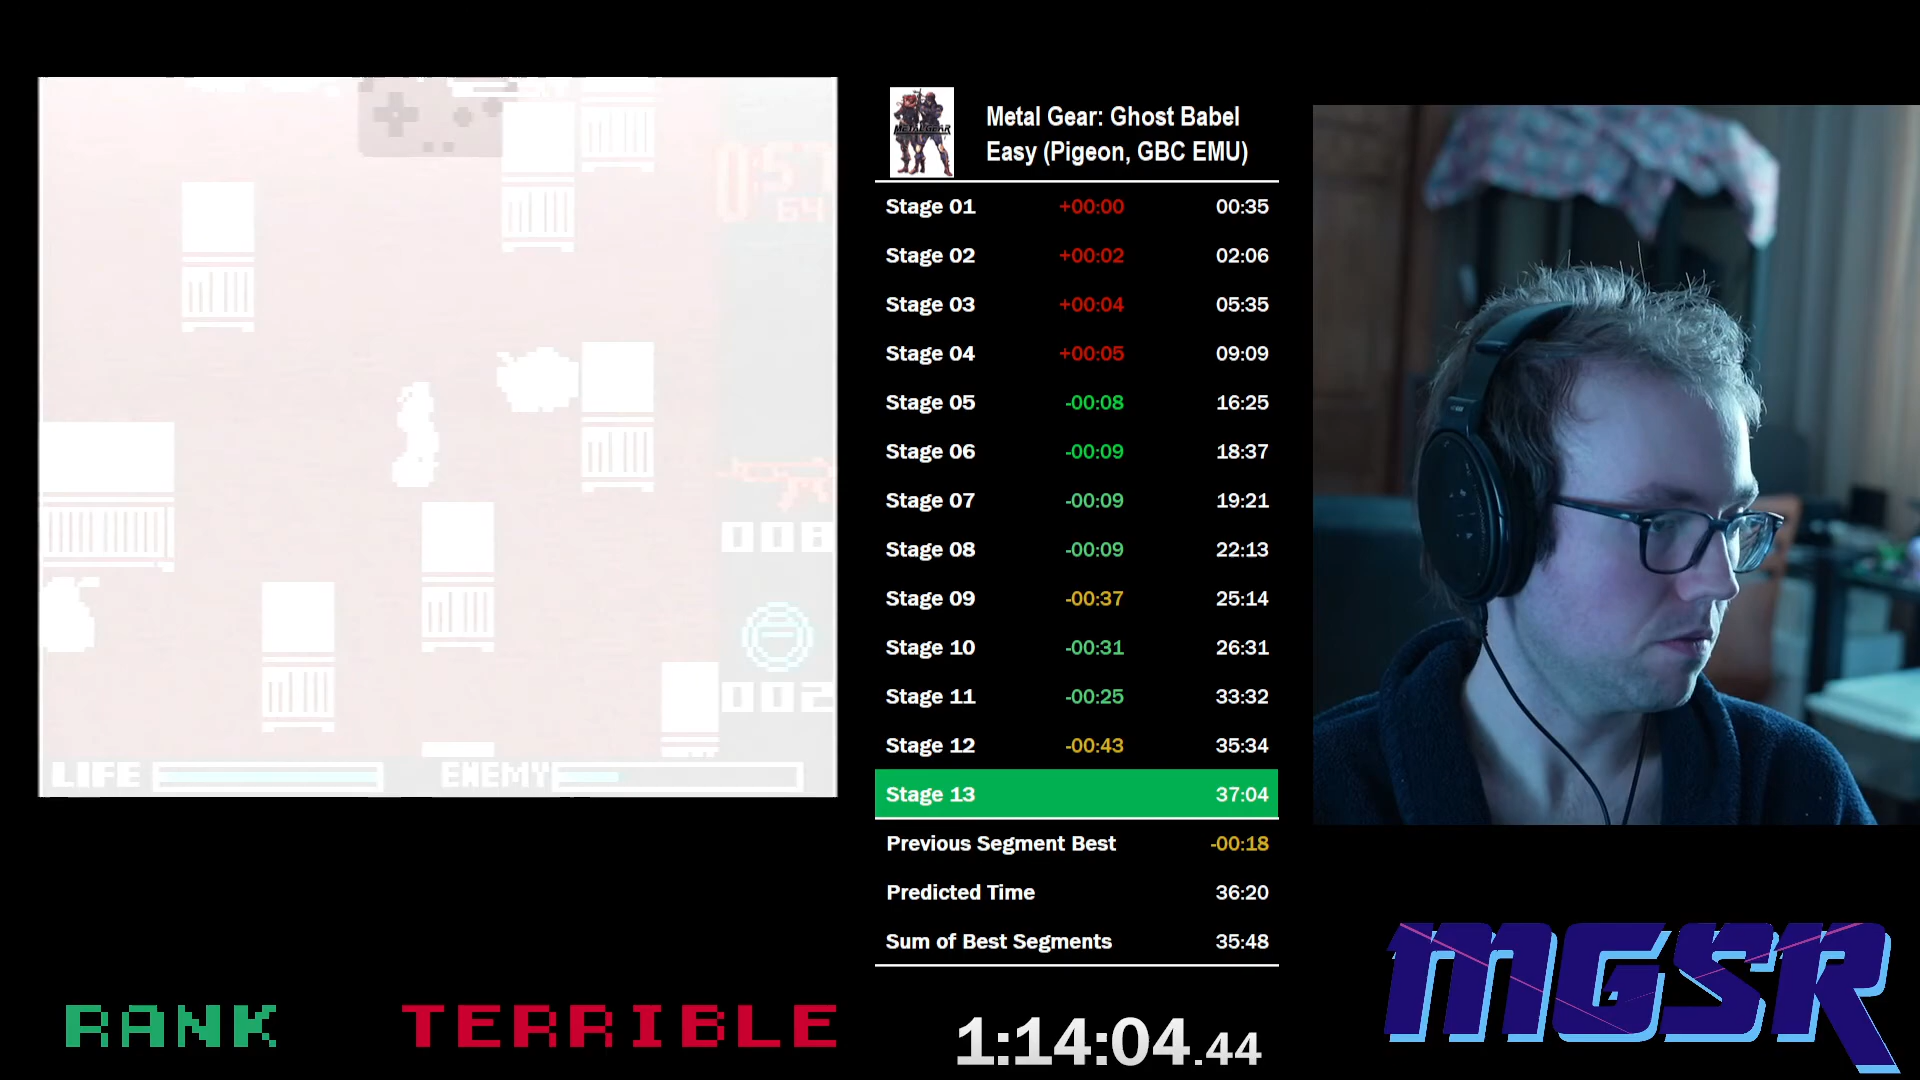 0:57
64
008
002
LIFE ENEMY
METAL GEAR
Metal Gear: Ghost Babel
Easy (Pigeon, GBC EMU)
Stage 01 +00:00 00:35
Stage 02 +00:02 02:06
Stage 03 +00:04 05:35
Stage 04 +00:05 09:09
Stage 05 -00:08 16:25
Stage 06 -00:09 18:37
Stage 07 -00:09 19:21
Stage 08 -00:09 22:13
Stage 09 -00:37 25:14
Stage 10 -00:31 26:31
Stage 11 -00:25 33:32
Stage 12 -00:43 35:34
Stage 13 37:04
Previous Segment Best -00:18
Predicted Time 36:20
Sum of Best Segments 35:48
RANK TERRIBLE
1:14:04.44
MGSR